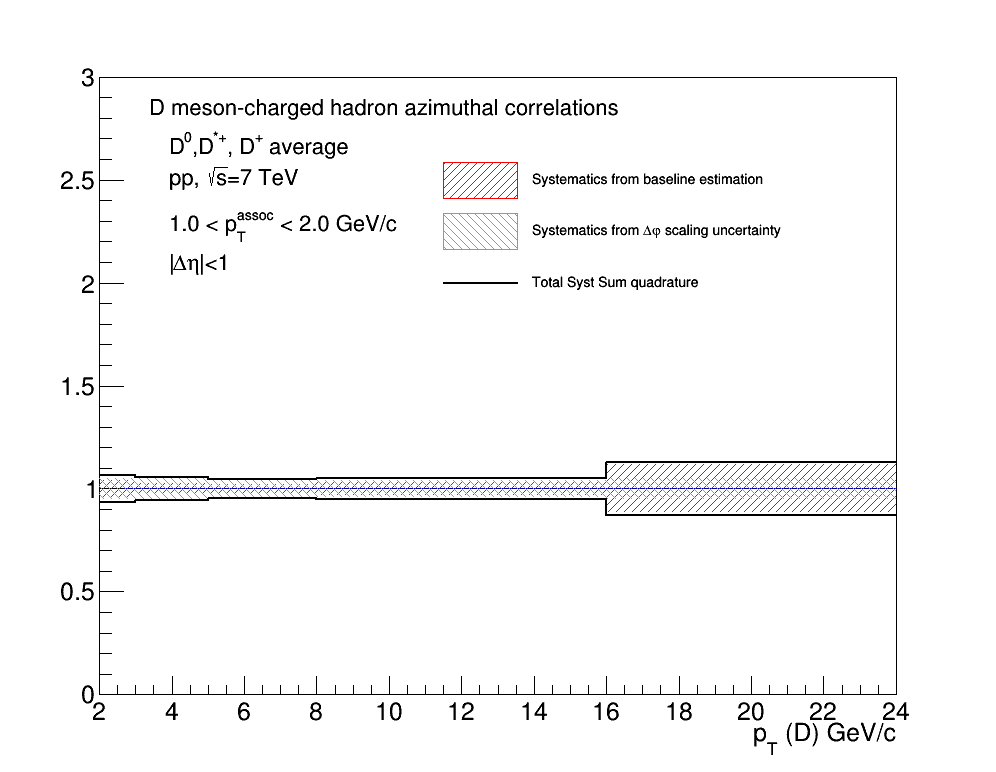 D meson-charged hadron azimuthal correlations
D⁰,D*⁺, D⁺ average
pp, √s=7 TeV
1.0 < p_T^assoc < 2.0 GeV/c
|Δη|<1
Systematics from baseline estimation
Systematics from Δφ scaling uncertainty
Total Syst Sum quadrature
3
2.5
2
1.5
1
0.5
0
2 4 6 8 10 12 14 16 18 20 22 24
p_T (D) GeV/c